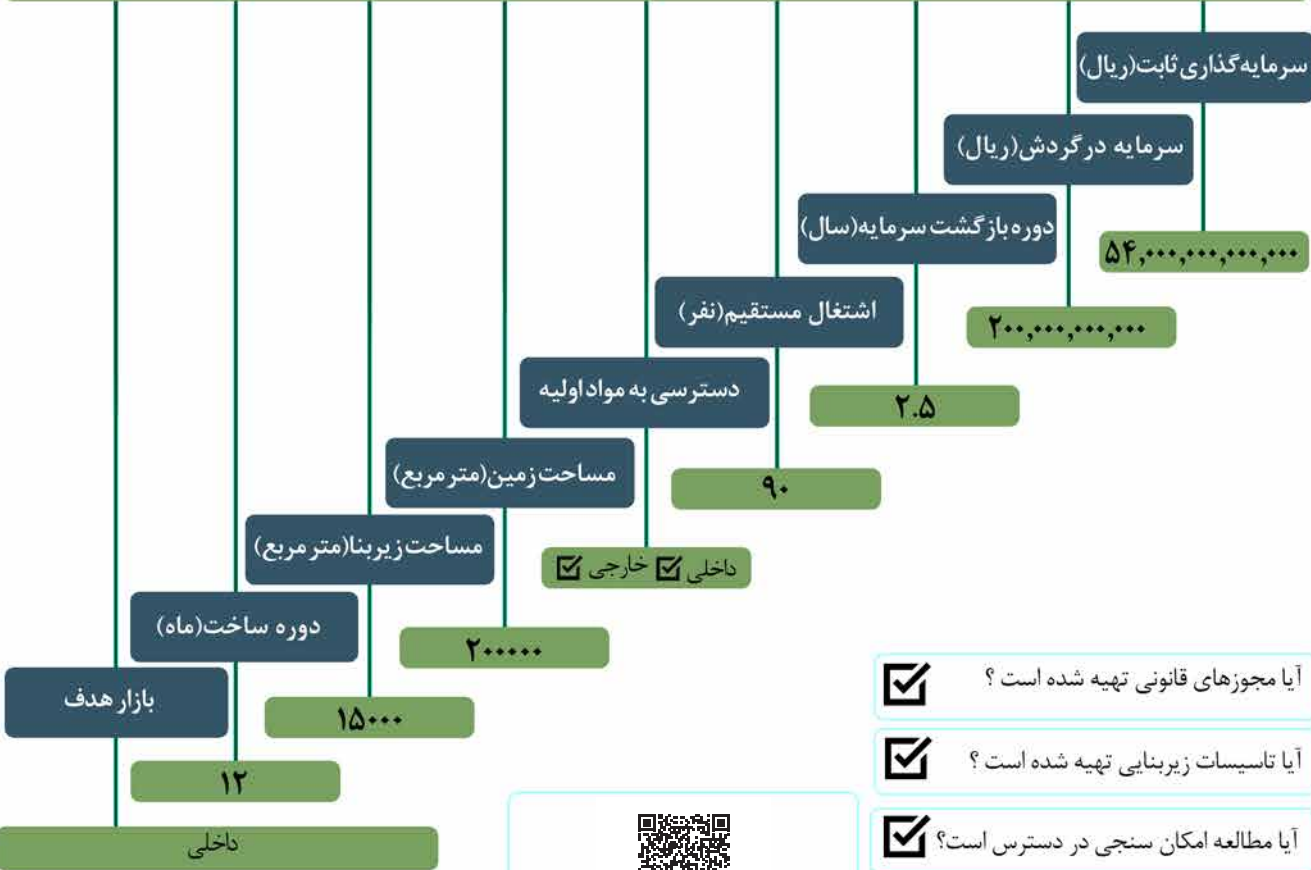 سرمایه‌گذاری ثابت(ریال)
۵۴,۰۰۰,۰۰۰,۰۰۰,۰۰۰
سرمایه در گردش(ریال)
۲۰۰,۰۰۰,۰۰۰,۰۰۰
دوره بازگشت سرمایه(سال)
۲.۵
اشتغال مستقیم(نفر)
۹۰
دسترسی به مواد اولیه
داخلی ☑ خارجی ☑
مساحت زمین(متر مربع)
۲۰۰۰۰۰
مساحت زیربنا(متر مربع)
۱۵۰۰۰
دوره ساخت(ماه)
۱۲
بازار هدف
داخلی
آیا مجوزهای قانونی تهیه شده است ؟ ☑
آیا تاسیسات زیربنایی تهیه شده است ؟ ☑
آیا مطالعه امکان سنجی در دسترس است؟ ☑